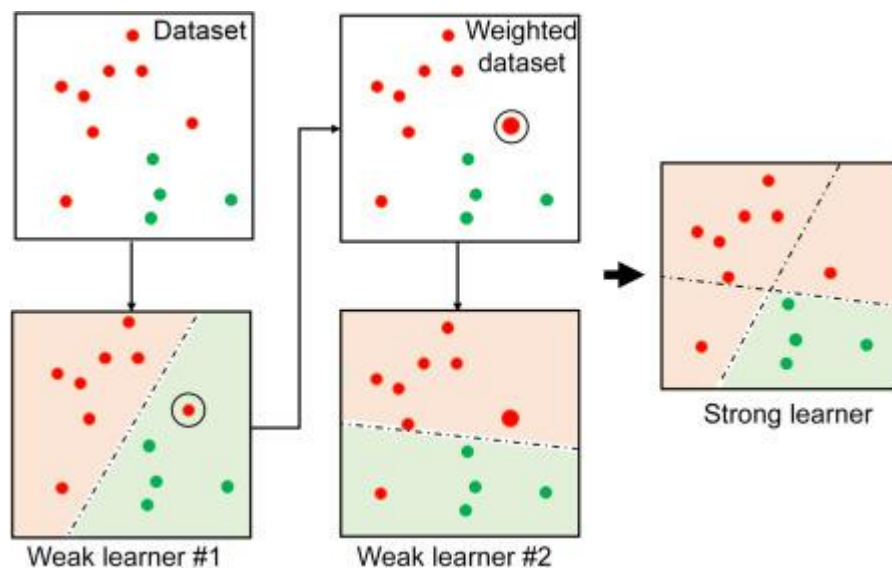 Dataset
Weighted
dataset
Weak learner #1
Weak learner #2
Strong learner